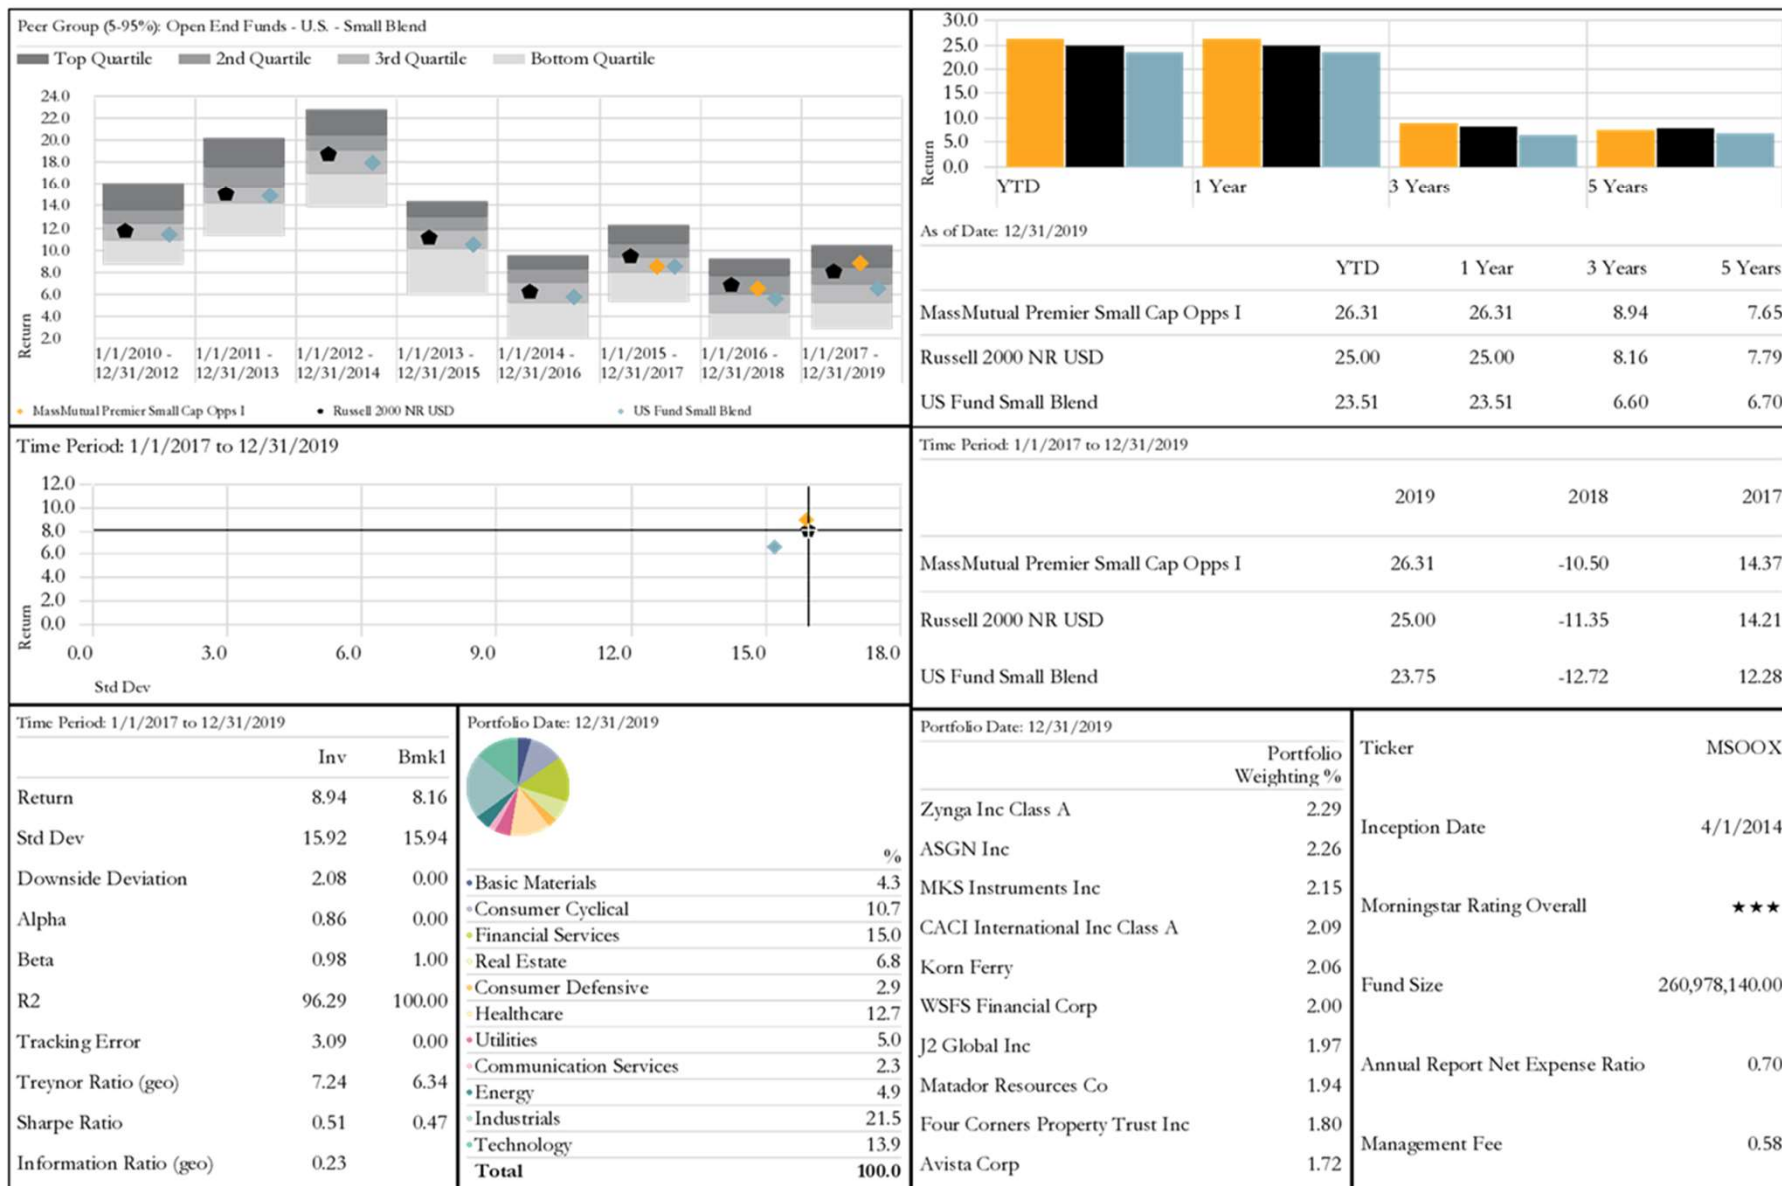 Peer Group (5-95%): Open End Funds - U.S. - Small Blend
Top Quartile 2nd Quartile 3rd Quartile Bottom Quartile
24.0
22.0
20.0
18.0
16.0
14.0
12.0
10.0
8.0
6.0
4.0
2.0
Return
1/1/2010 - 1/1/2011 - 1/1/2012 - 1/1/2013 - 1/1/2014 - 1/1/2015 - 1/1/2016 - 1/1/2017 -
12/31/2012 12/31/2013 12/31/2014 12/31/2015 12/31/2016 12/31/2017 12/31/2018 12/31/2019
MassMutual Premier Small Cap Opps I Russell 2000 NR USD US Fund Small Blend
30.0
25.0
20.0
15.0
10.0
5.0
0.0
Return
YTD 1 Year 3 Years 5 Years
As of Date: 12/31/2019
YTD 1 Year 3 Years 5 Years
MassMutual Premier Small Cap Opps I 26.31 26.31 8.94 7.65
Russell 2000 NR USD 25.00 25.00 8.16 7.79
US Fund Small Blend 23.51 23.51 6.60 6.70
Time Period: 1/1/2017 to 12/31/2019
12.0
10.0
8.0
6.0
4.0
2.0
0.0
Return
0.0 3.0 6.0 9.0 12.0 15.0 18.0
Std Dev
Time Period: 1/1/2017 to 12/31/2019
2019 2018 2017
MassMutual Premier Small Cap Opps I 26.31 -10.50 14.37
Russell 2000 NR USD 25.00 -11.35 14.21
US Fund Small Blend 23.75 -12.72 12.28
Time Period: 1/1/2017 to 12/31/2019
Inv Bmk1
Return 8.94 8.16
Std Dev 15.92 15.94
Downside Deviation 2.08 0.00
Alpha 0.86 0.00
Beta 0.98 1.00
R2 96.29 100.00
Tracking Error 3.09 0.00
Treynor Ratio (geo) 7.24 6.34
Sharpe Ratio 0.51 0.47
Information Ratio (geo) 0.23
Portfolio Date: 12/31/2019
%
Basic Materials 4.3
Consumer Cyclical 10.7
Financial Services 15.0
Real Estate 6.8
Consumer Defensive 2.9
Healthcare 12.7
Utilities 5.0
Communication Services 2.3
Energy 4.9
Industrials 21.5
Technology 13.9
Total 100.0
Portfolio Date: 12/31/2019
Portfolio
Weighting %
Zynga Inc Class A 2.29
ASGN Inc 2.26
MKS Instruments Inc 2.15
CACI International Inc Class A 2.09
Korn Ferry 2.06
WSFS Financial Corp 2.00
J2 Global Inc 1.97
Matador Resources Co 1.94
Four Corners Property Trust Inc 1.80
Avista Corp 1.72
Ticker MSOOX
Inception Date 4/1/2014
Morningstar Rating Overall ★★★
Fund Size 260,978,140.00
Annual Report Net Expense Ratio 0.70
Management Fee 0.58